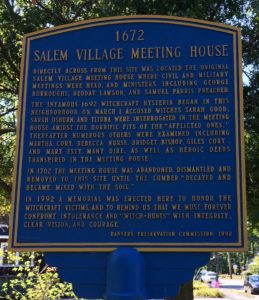 1672
SALEM VILLAGE MEETING HOUSE
DIRECTLY ACROSS FROM THIS SITE WAS LOCATED THE ORIGINAL
SALEM VILLAGE MEETING HOUSE WHERE CIVIL AND MILITARY
MEETINGS WERE HELD, AND MINISTERS INCLUDING GEORGE
BURROUGHS, DEODAT LAWSON, AND SAMUEL PARRIS PREACHED.
THE INFAMOUS 1692 WITCHCRAFT HYSTERIA BEGAN IN THIS
NEIGHBORHOOD. ON MARCH 1 ACCUSED WITCHES SARAH GOOD,
SARAH OSBURN, AND TITUBA WERE INTERROGATED IN THE MEETING
HOUSE AMIDST THE HORRIFIC FITS OF THE "AFFLICTED ONES."
THEREAFTER NUMEROUS OTHERS WERE EXAMINED INCLUDING
MARTHA CORY, REBECCA NURSE, BRIDGET BISHOP, GILES CORY,
AND MARY ESTY. MANY DIRE, AS WELL AS HEROIC DEEDS
TRANSPIRED IN THE MEETING HOUSE.
IN 1702 THE MEETING HOUSE WAS ABANDONED, DISMANTLED AND
REMOVED TO THIS SITE UNTIL THE LUMBER "DECAYED AND
BECAME MIXED WITH THE SOIL."
IN 1992 A MEMORIAL WAS ERECTED HERE TO HONOR THE
WITCHCRAFT VICTIMS, AND TO REMIND US THAT WE MUST FOREVER
CONFRONT INTOLERANCE AND "WITCH-HUNTS" WITH INTEGRITY,
CLEAR VISION, AND COURAGE.
DANVERS PRESERVATION COMMISSION, 1992